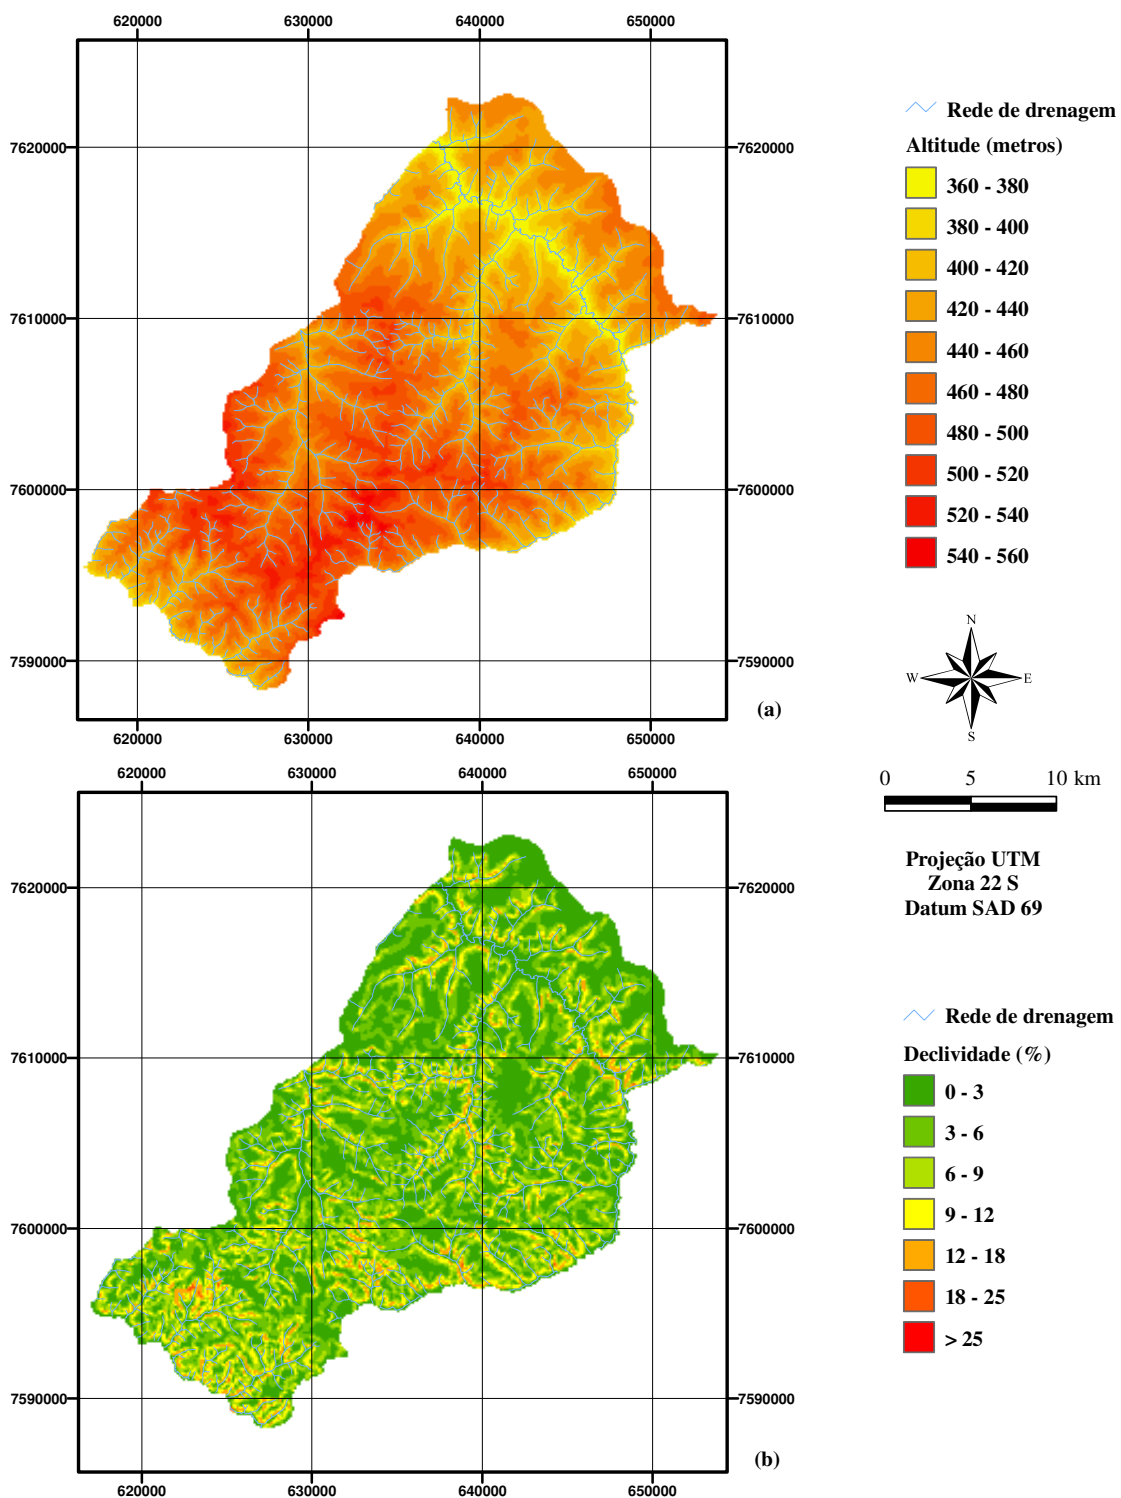 620000 630000 640000 650000
7620000 7620000
7610000 7610000
7600000 7600000
7590000 7590000
(a)
620000 630000 640000 650000
Rede de drenagem
Altitude (metros)
360 - 380
380 - 400
400 - 420
420 - 440
440 - 460
460 - 480
480 - 500
500 - 520
520 - 540
540 - 560
N
W E
S
0 5 10 km
Projeção UTM
Zona 22 S
Datum SAD 69
620000 630000 640000 650000
7620000 7620000
7610000 7610000
7600000 7600000
7590000 7590000
(b)
620000 630000 640000 650000
Rede de drenagem
Declividade (%)
0 - 3
3 - 6
6 - 9
9 - 12
12 - 18
18 - 25
> 25